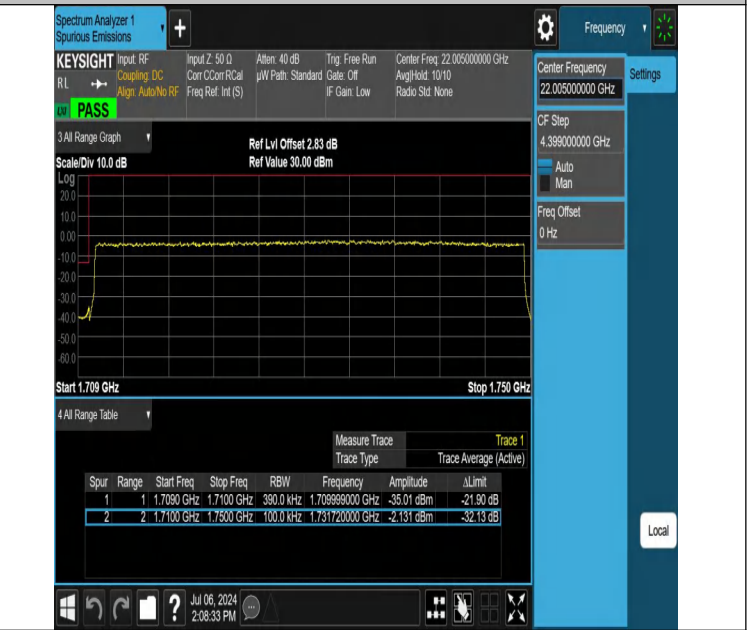 Spectrum Analyzer 1
Spurious Emissions
Frequency
KEYSIGHT
R L
PASS
Input: RF
Coupling: DC
Align: Auto/No RF
Input Z: 50 Ω
Corr CCorr RCal
Freq Ref: Int (S)
Atten: 40 dB
µW Path: Standard
Trig: Free Run
Gate: Off
IF Gain: Low
Center Freq: 22.005000000 GHz
Avg|Hold: 10/10
Radio Std: None
Center Frequency
22.005000000 GHz
Settings
CF Step
4.399000000 GHz
Auto
Man
Freq Offset
0 Hz
Local
3 All Range Graph
Scale/Div 10.0 dB
Ref Lvl Offset 2.83 dB
Ref Value 30.00 dBm
Log
20.0
10.0
0.00
-10.0
-20.0
-30.0
-40.0
-50.0
-60.0
Start 1.709 GHz
Stop 1.750 GHz
4 All Range Table
Measure Trace Trace 1
Trace Type Trace Average (Active)
Spur Range Start Freq Stop Freq RBW Frequency Amplitude ΔLimit
1 1 1.7090 GHz 1.7100 GHz 390.0 kHz 1.709999000 GHz -35.01 dBm -21.90 dB
2 2 1.7100 GHz 1.7500 GHz 100.0 kHz 1.731720000 GHz -2.131 dBm -32.13 dB
?
Jul 06, 2024
2:08:33 PM